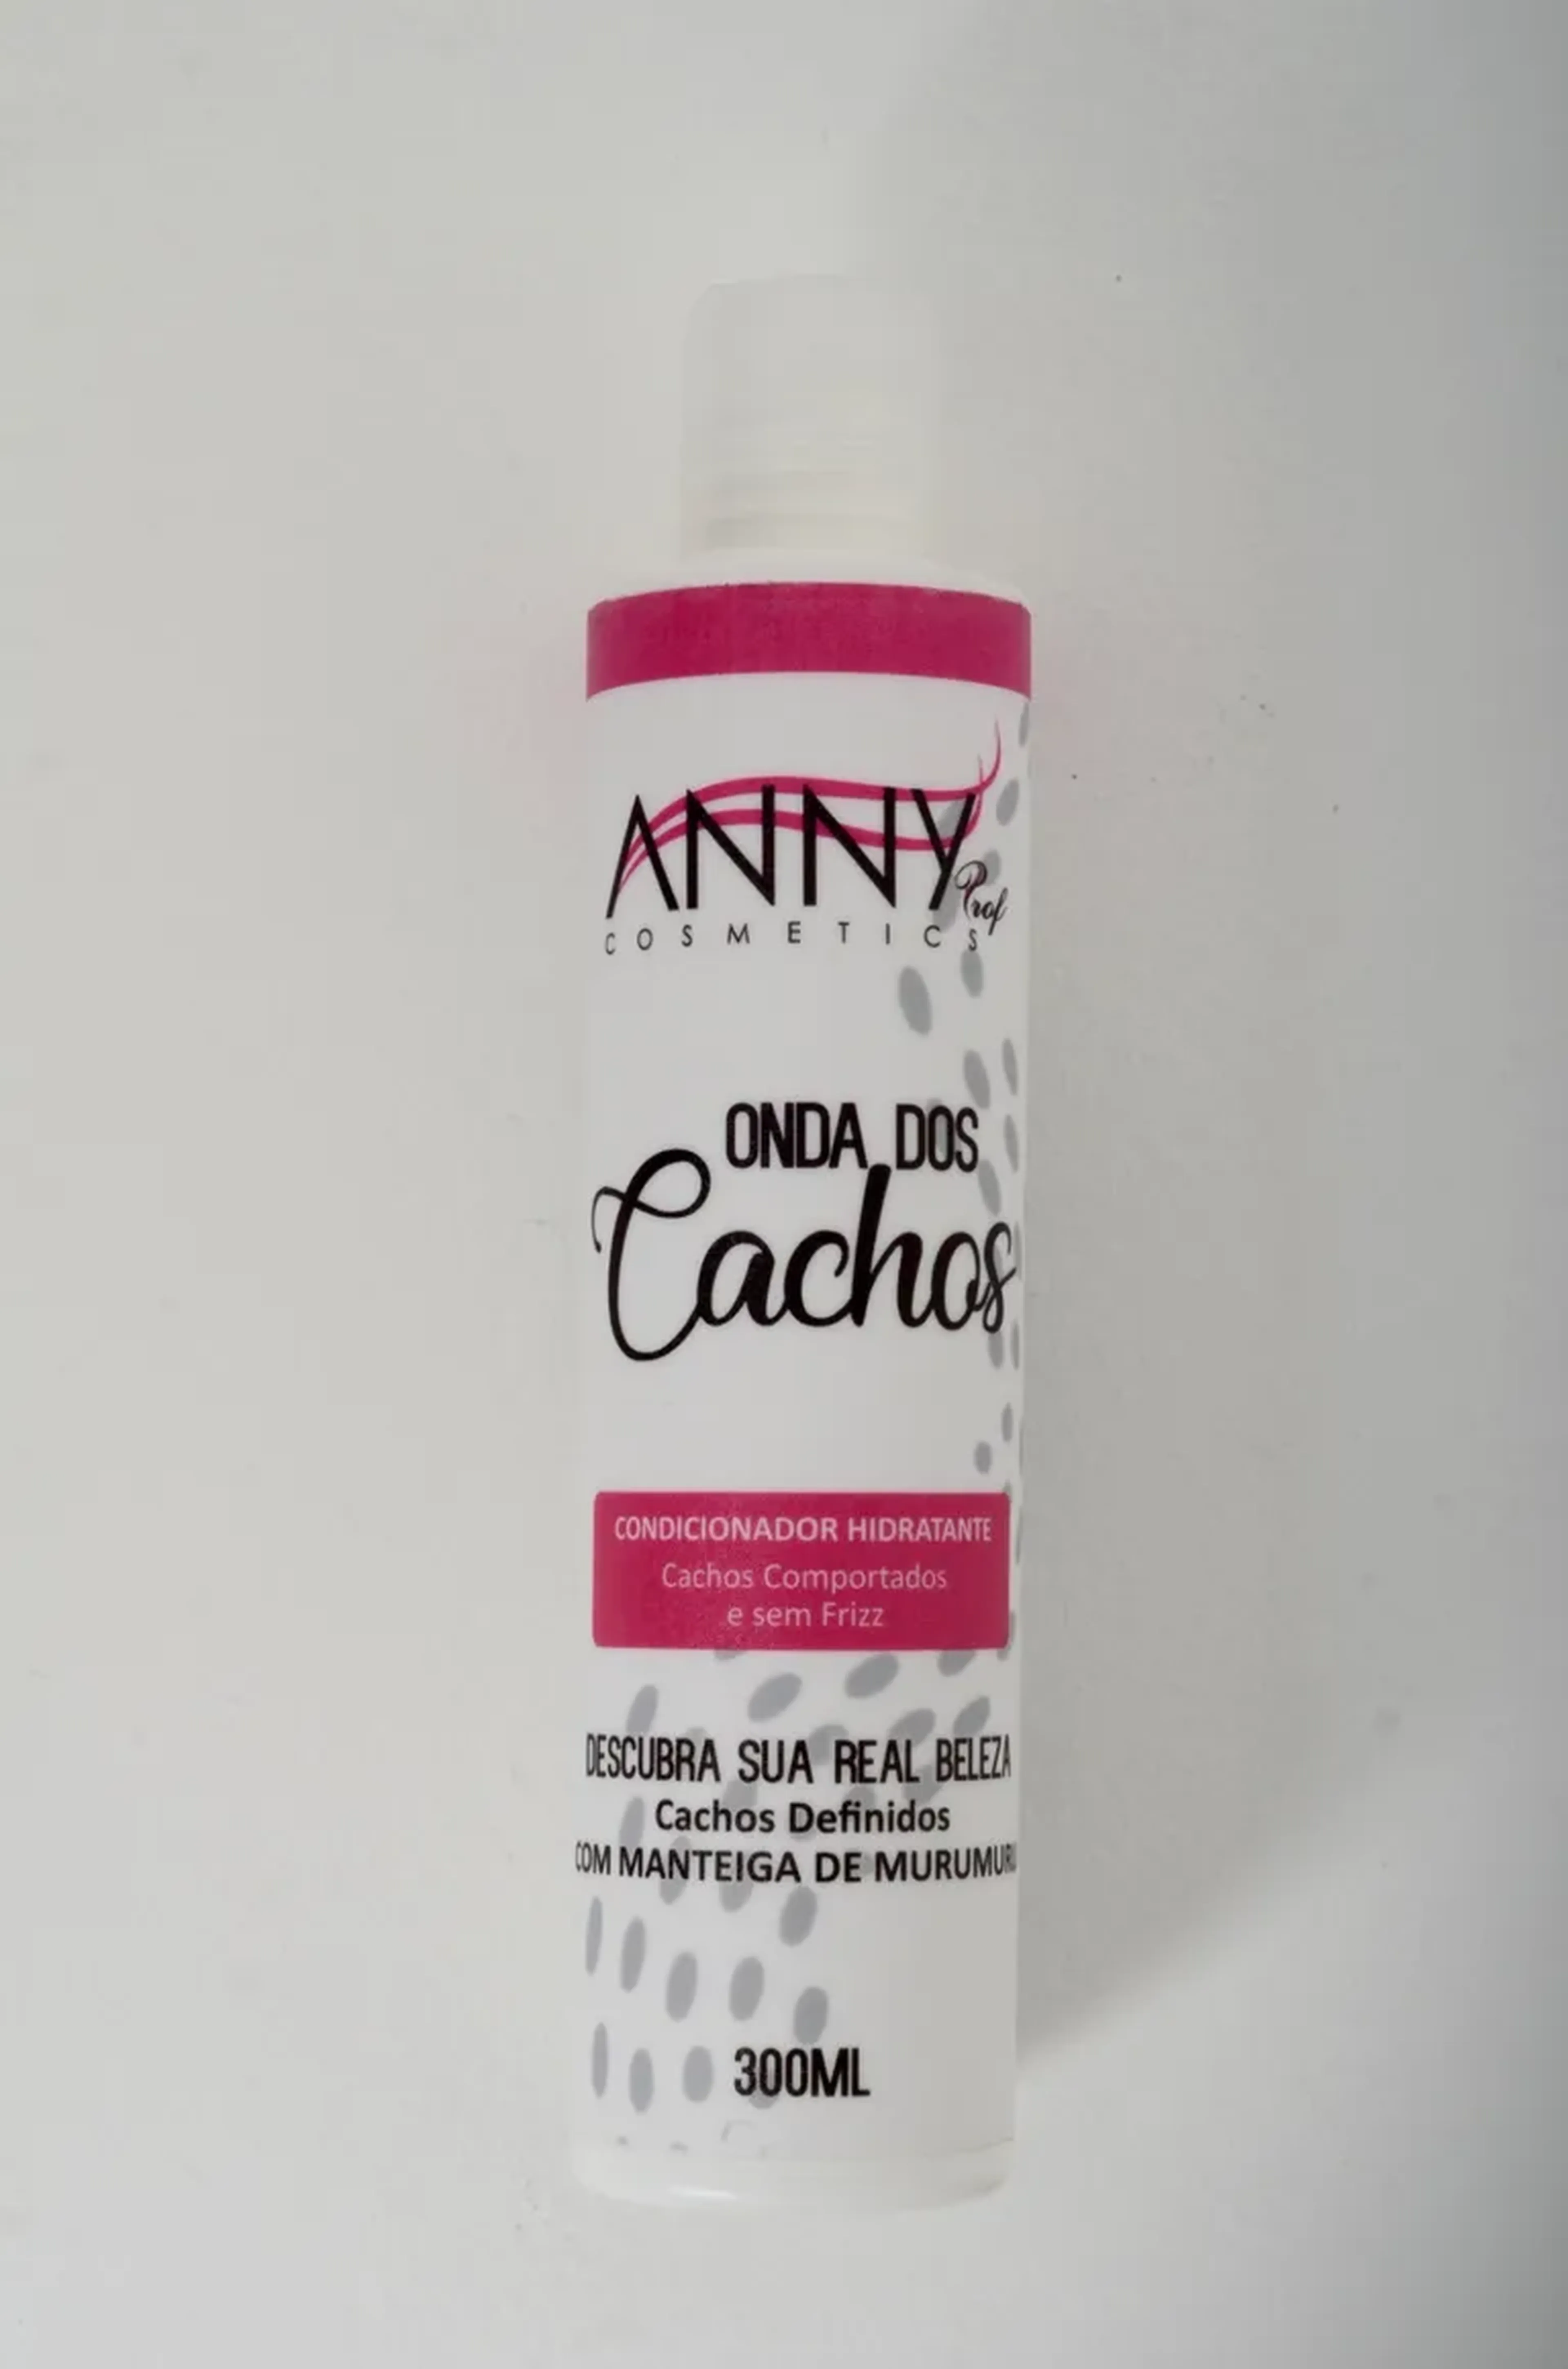 ANNY
Prof
COSMETICS
ONDA DOS
Cachos
CONDICIONADOR HIDRATANTE
Cachos Comportados
e sem Frizz
DESCUBRA SUA REAL BELEZA
Cachos Definidos
COM MANTEIGA DE MURUMURU
300ML